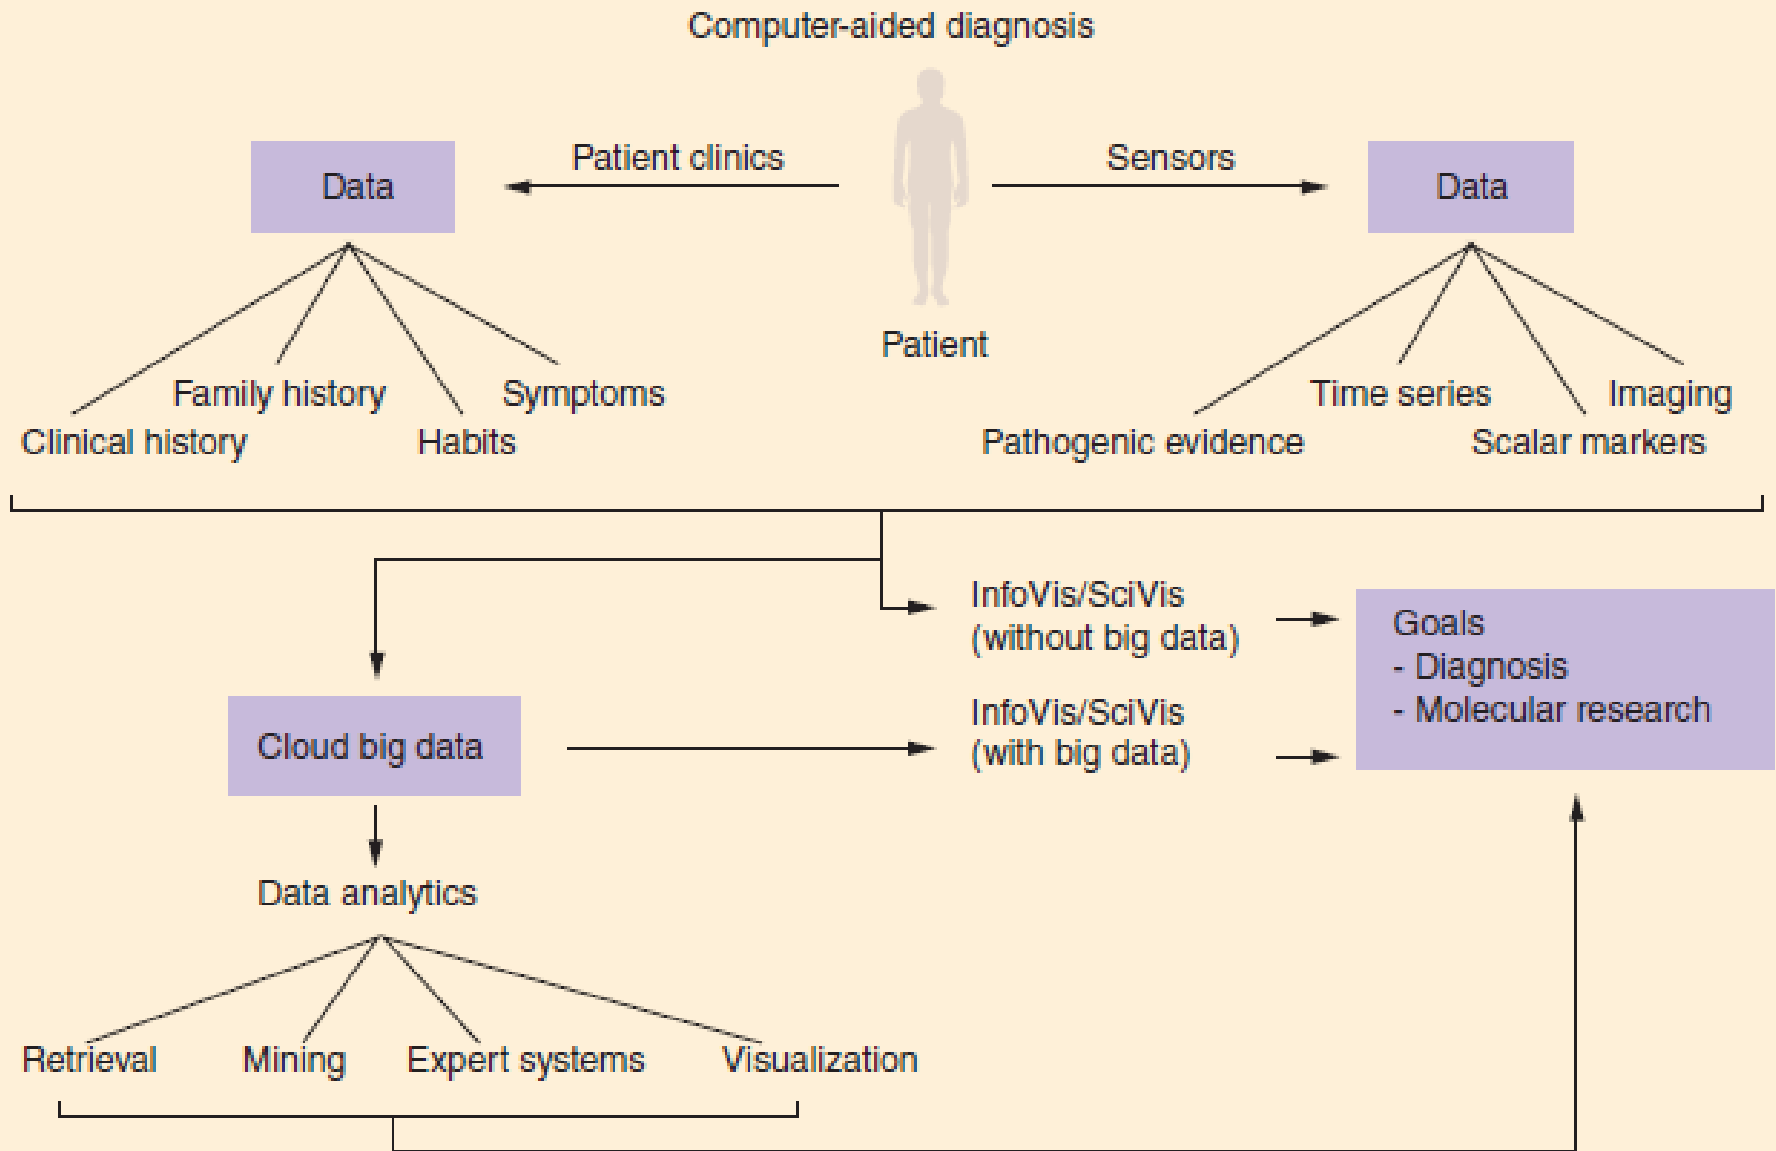 Computer-aided diagnosis
Patient clinics
Sensors
Data
Data
Patient
Family history
Symptoms
Time series
Imaging
Clinical history
Habits
Pathogenic evidence
Scalar markers
InfoVis/SciVis
(without big data)
Goals
- Diagnosis
- Molecular research
InfoVis/SciVis
(with big data)
Cloud big data
Data analytics
Retrieval
Mining
Expert systems
Visualization